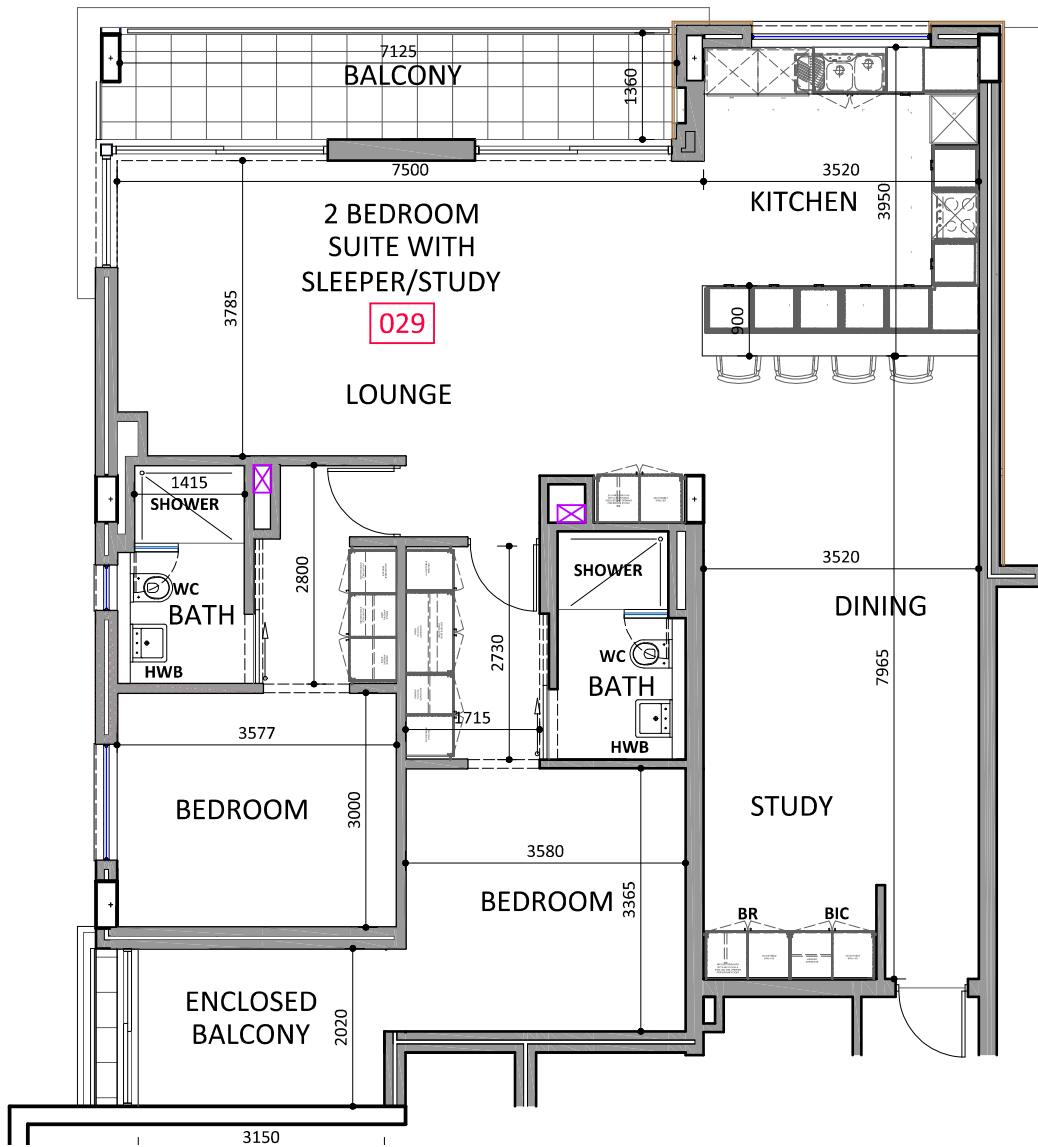 7125
BALCONY
1360
7500
3520
KITCHEN
3950
2 BEDROOM
SUITE WITH
SLEEPER/STUDY
029
3785
900
LOUNGE
1415
SHOWER
2800
WC
BATH
HWB
SHOWER
WC
BATH
HWB
2730
1715
3520
DINING
7965
3577
BEDROOM
3000
3580
BEDROOM
3365
STUDY
BR
BIC
ENCLOSED
BALCONY
2020
3150